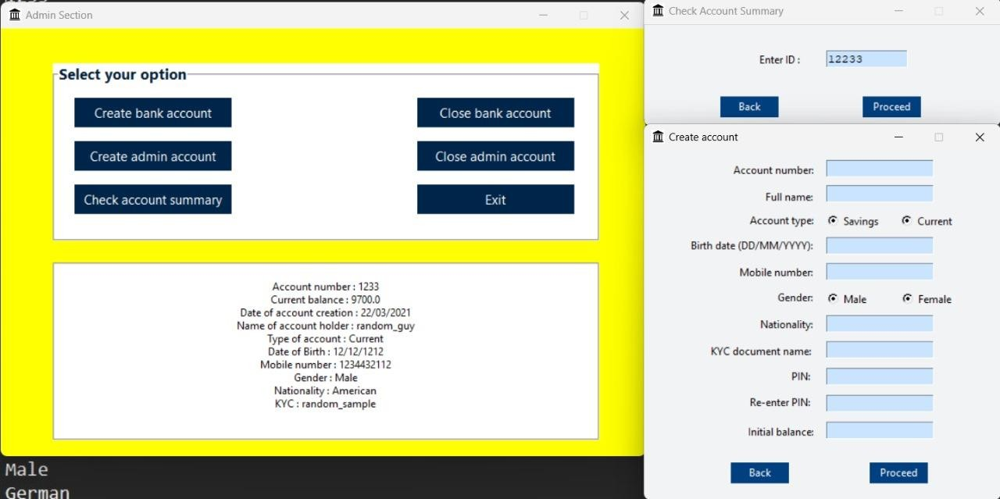 Admin Section
Select your option
Create bank account
Close bank account
Create admin account
Close admin account
Check account summary
Exit
Account number : 1233
Current balance : 9700.0
Date of account creation : 22/03/2021
Name of account holder : random_guy
Type of account : Current
Date of Birth : 12/12/1212
Mobile number : 1234432112
Gender : Male
Nationality : American
KYC : random_sample
Male
German
Check Account Summary
Enter ID : 12233
Back Proceed
Create account
Account number:
Full name:
Account type: Savings Current
Birth date (DD/MM/YYYY):
Mobile number:
Gender: Male Female
Nationality:
KYC document name:
PIN:
Re-enter PIN:
Initial balance:
Back Proceed